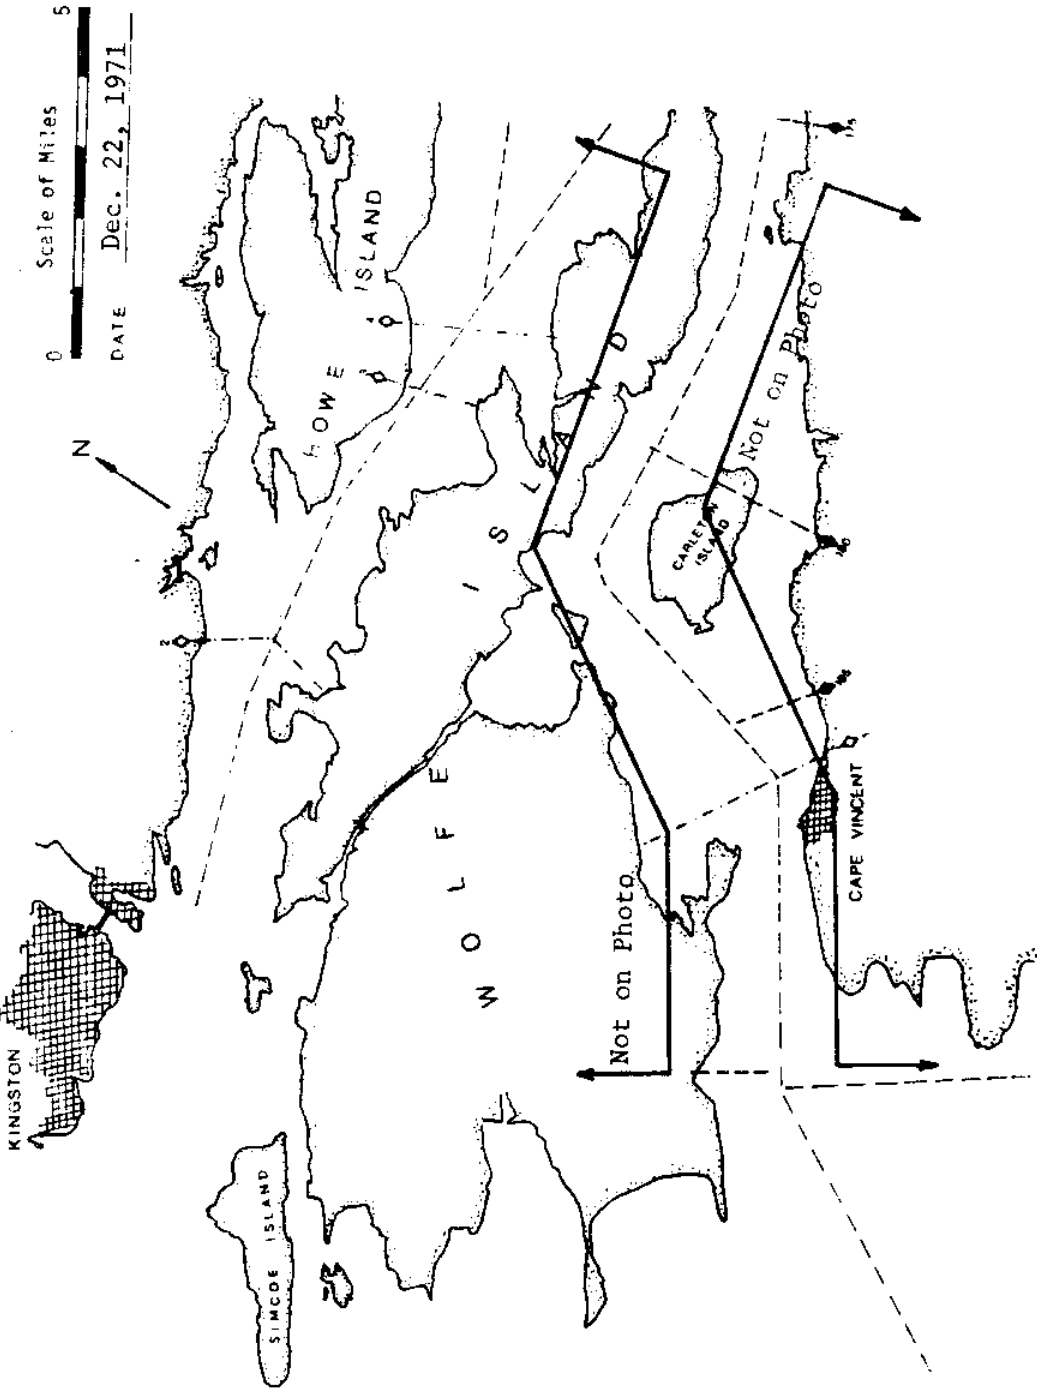 0 5
Scale of Miles
DATE Dec. 22, 1971
N
KINGSTON
SIMCOE ISLAND
HOWE ISLAND
WOLFE ISLAND
CARLETON
ISLAND
CAPE VINCENT
Not on Photo
Not on Photo
2